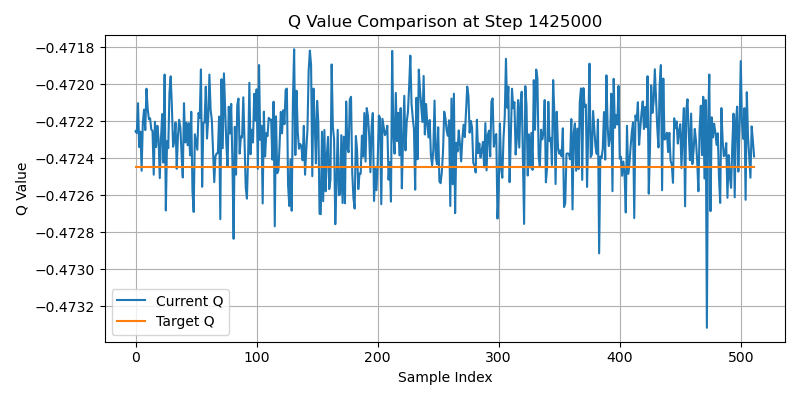 Q Value Comparison at Step 1425000
−0.4718
−0.4720
−0.4722
−0.4724
−0.4726
−0.4728
−0.4730
−0.4732
Q Value
Current Q
Target Q
0 100 200 300 400 500
Sample Index